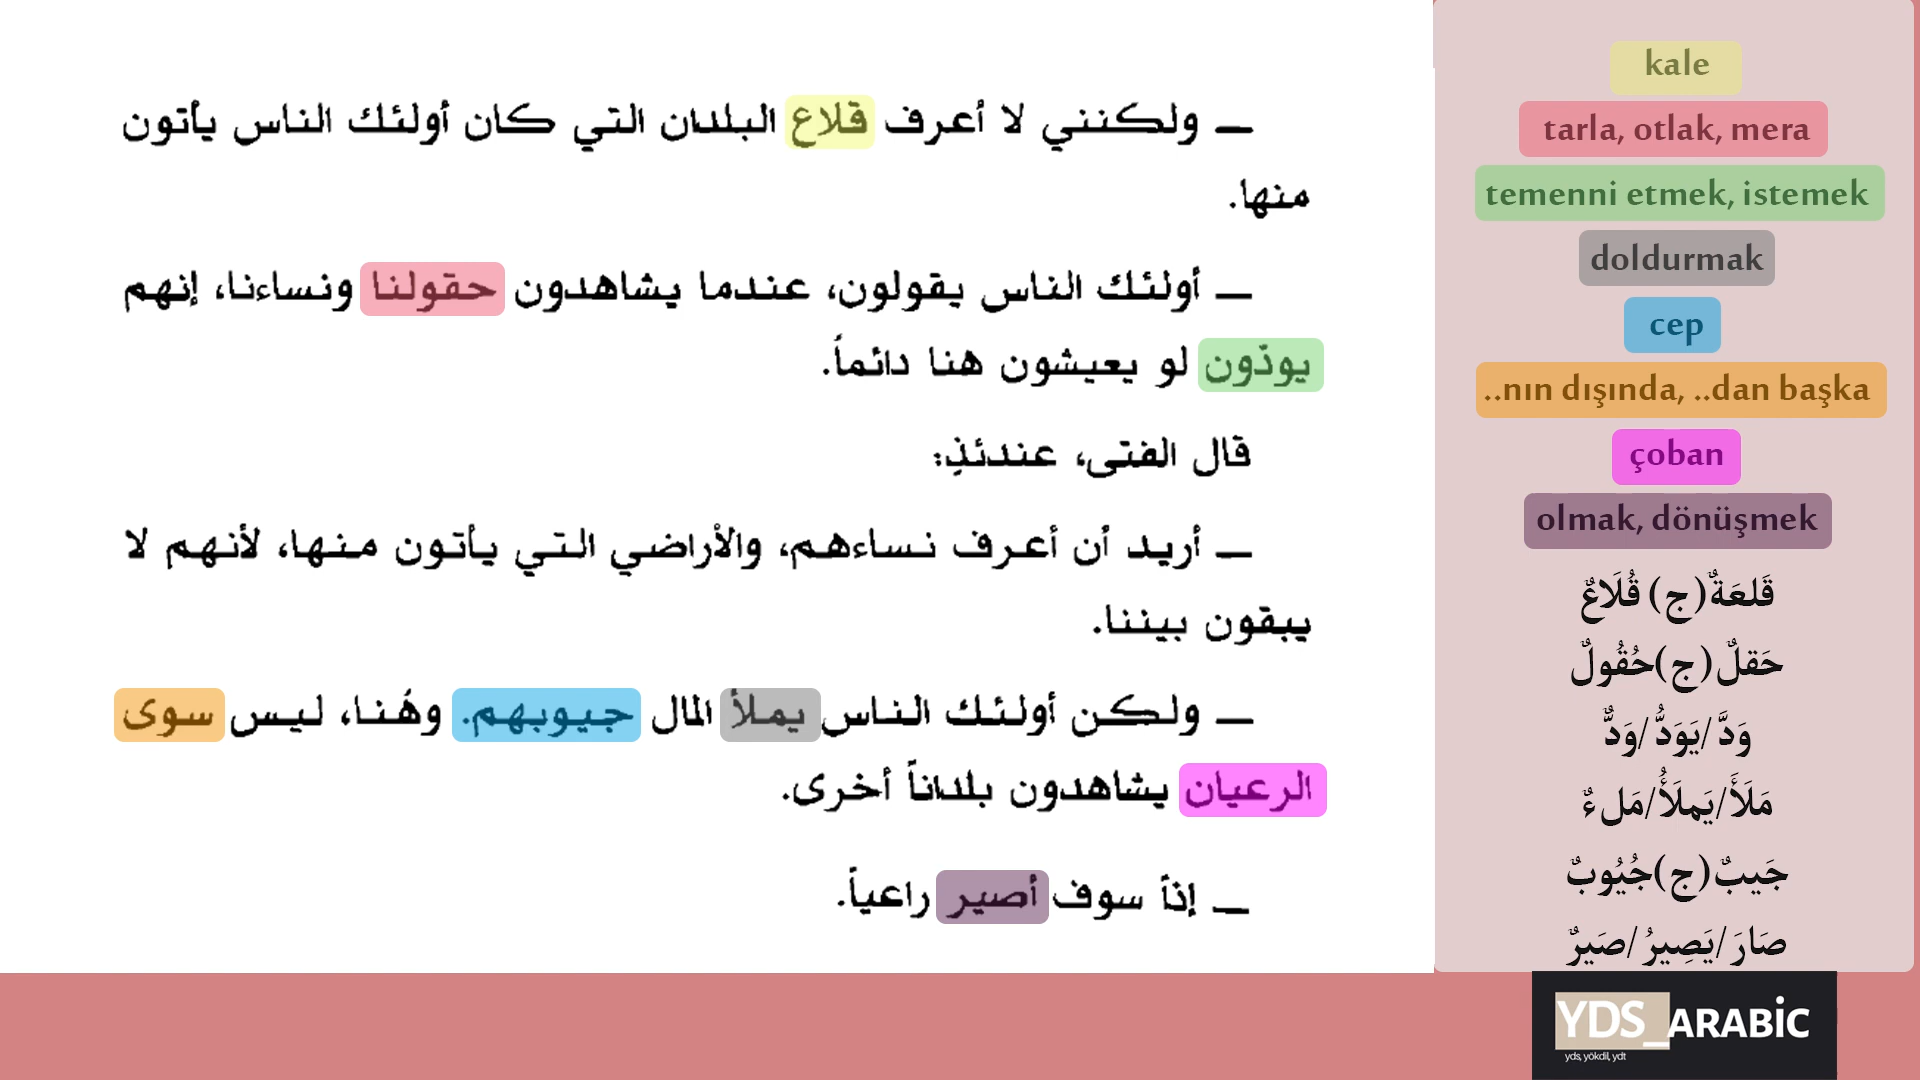 ـ ولكنني لا أعرف قلاع البلدان التي كان أولئك الناس يأتون
منها.
ـ أولئك الناس يقولون، عندما يشاهدون حقولنا ونساءنا، إنهم
يودّون لو يعيشون هنا دائماً.
قال الفتى، عندئذٍ:
ـ أريد أن أعرف نساءهم، والأراضي التي يأتون منها، لأنهم لا
يبقون بيننا.
ـ ولكن أولئك الناس يملأ المال جيوبهم. وهُنا، ليس سوى
الرعيان يشاهدون بلداناً أخرى.
ـ إذاً سوف أصير راعياً.
kale
tarla, otlak, mera
temenni etmek, istemek
doldurmak
cep
..nın dışında, ..dan başka
çoban
olmak, dönüşmek
قَلعَةٌ (ج) قُلَاعٌ
حَقلٌ (ج) حُقُولٌ
وَدَّ/يَوَدُّ/وَدٌّ
مَلَأَ/يَملَأُ/مَلءٌ
جَيبٌ (ج) جُيُوبٌ
صَارَ/يَصِيرُ/صَيرٌ
YDS_ARABİC
yds, yökdil, ydt